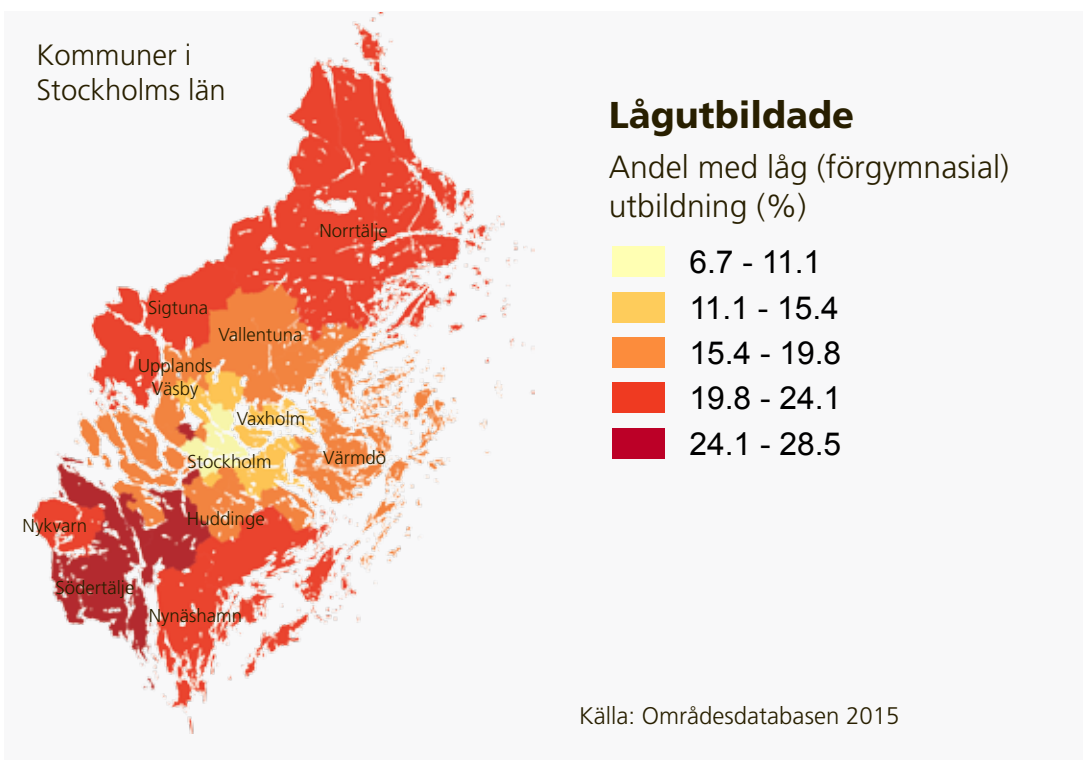 Kommuner i
Stockholms län
Lågutbildade
Andel med låg (förgymnasial)
utbildning (%)
6.7 - 11.1
11.1 - 15.4
15.4 - 19.8
19.8 - 24.1
24.1 - 28.5
Norrtälje
Sigtuna
Vallentuna
Upplands
Väsby
Vaxholm
Stockholm
Värmdö
Nykvarn
Huddinge
Södertälje
Nynäshamn
Källa: Områdesdatabasen 2015